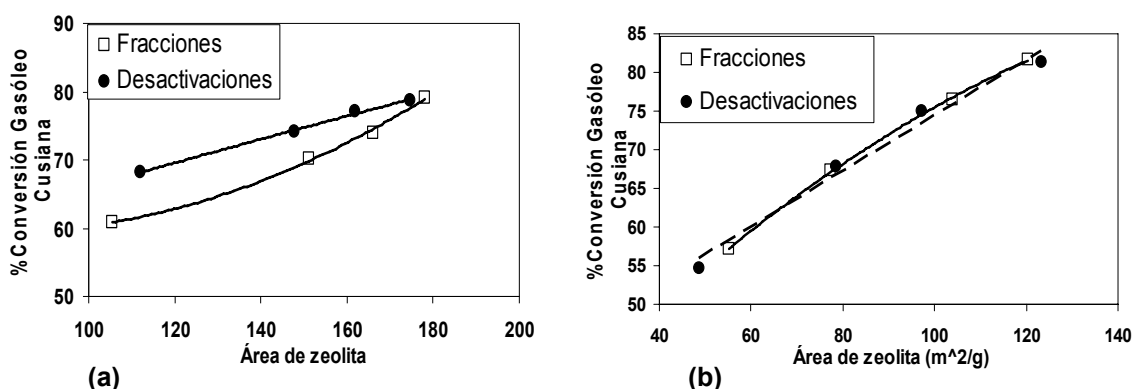 %Conversión Gasóleo
Cusiana
90
80
70
60
50
Fracciones
Desactivaciones
100 120 140 160 180 200
Área de zeolita
(a)
%Conversión Gasóleo
Cusiana
85
80
75
70
65
60
55
50
Fracciones
Desactivaciones
40 60 80 100 120 140
Área de zeolita (m^2/g)
(b)